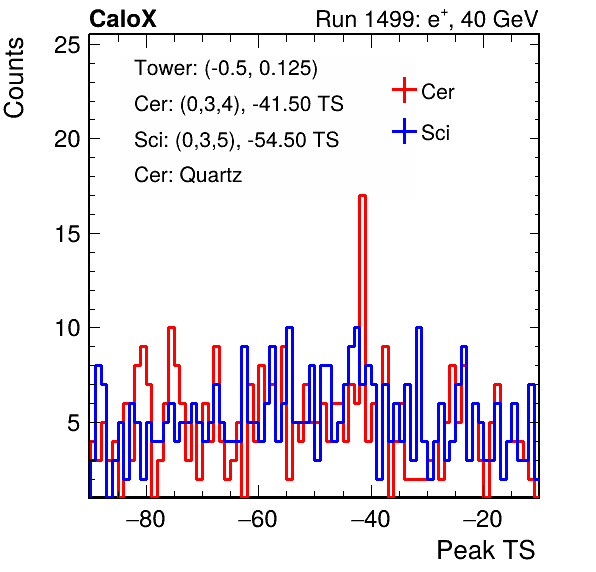 CaloX Run 1499: e⁺, 40 GeV
Counts
25
20
15
10
5
Tower: (-0.5, 0.125)
Cer: (0,3,4), -41.50 TS
Sci: (0,3,5), -54.50 TS
Cer: Quartz
Cer
Sci
−80 −60 −40 −20
Peak TS